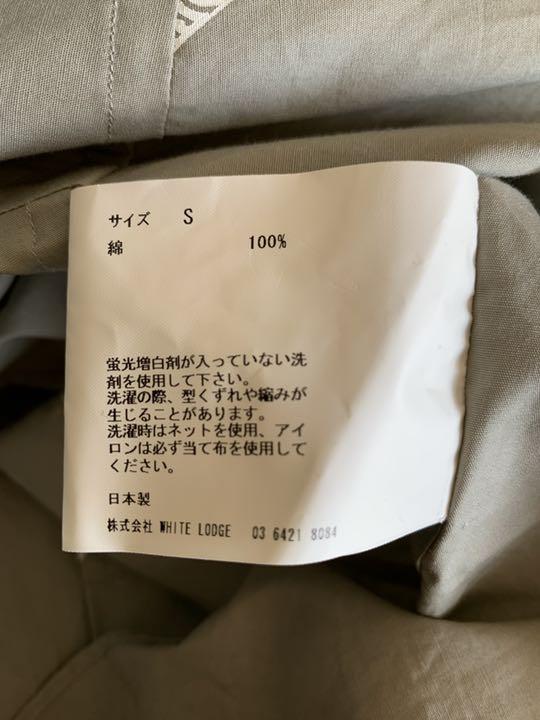 サイズ S
綿 100%
蛍光増白剤が入っていない洗
剤を使用して下さい。
洗濯の際、型くずれや縮みが
生じることがあります。
洗濯時はネットを使用、アイ
ロンは必ず当て布を使用して
ください。
日本製
株式会社 WHITE LODGE 03 6421 8084